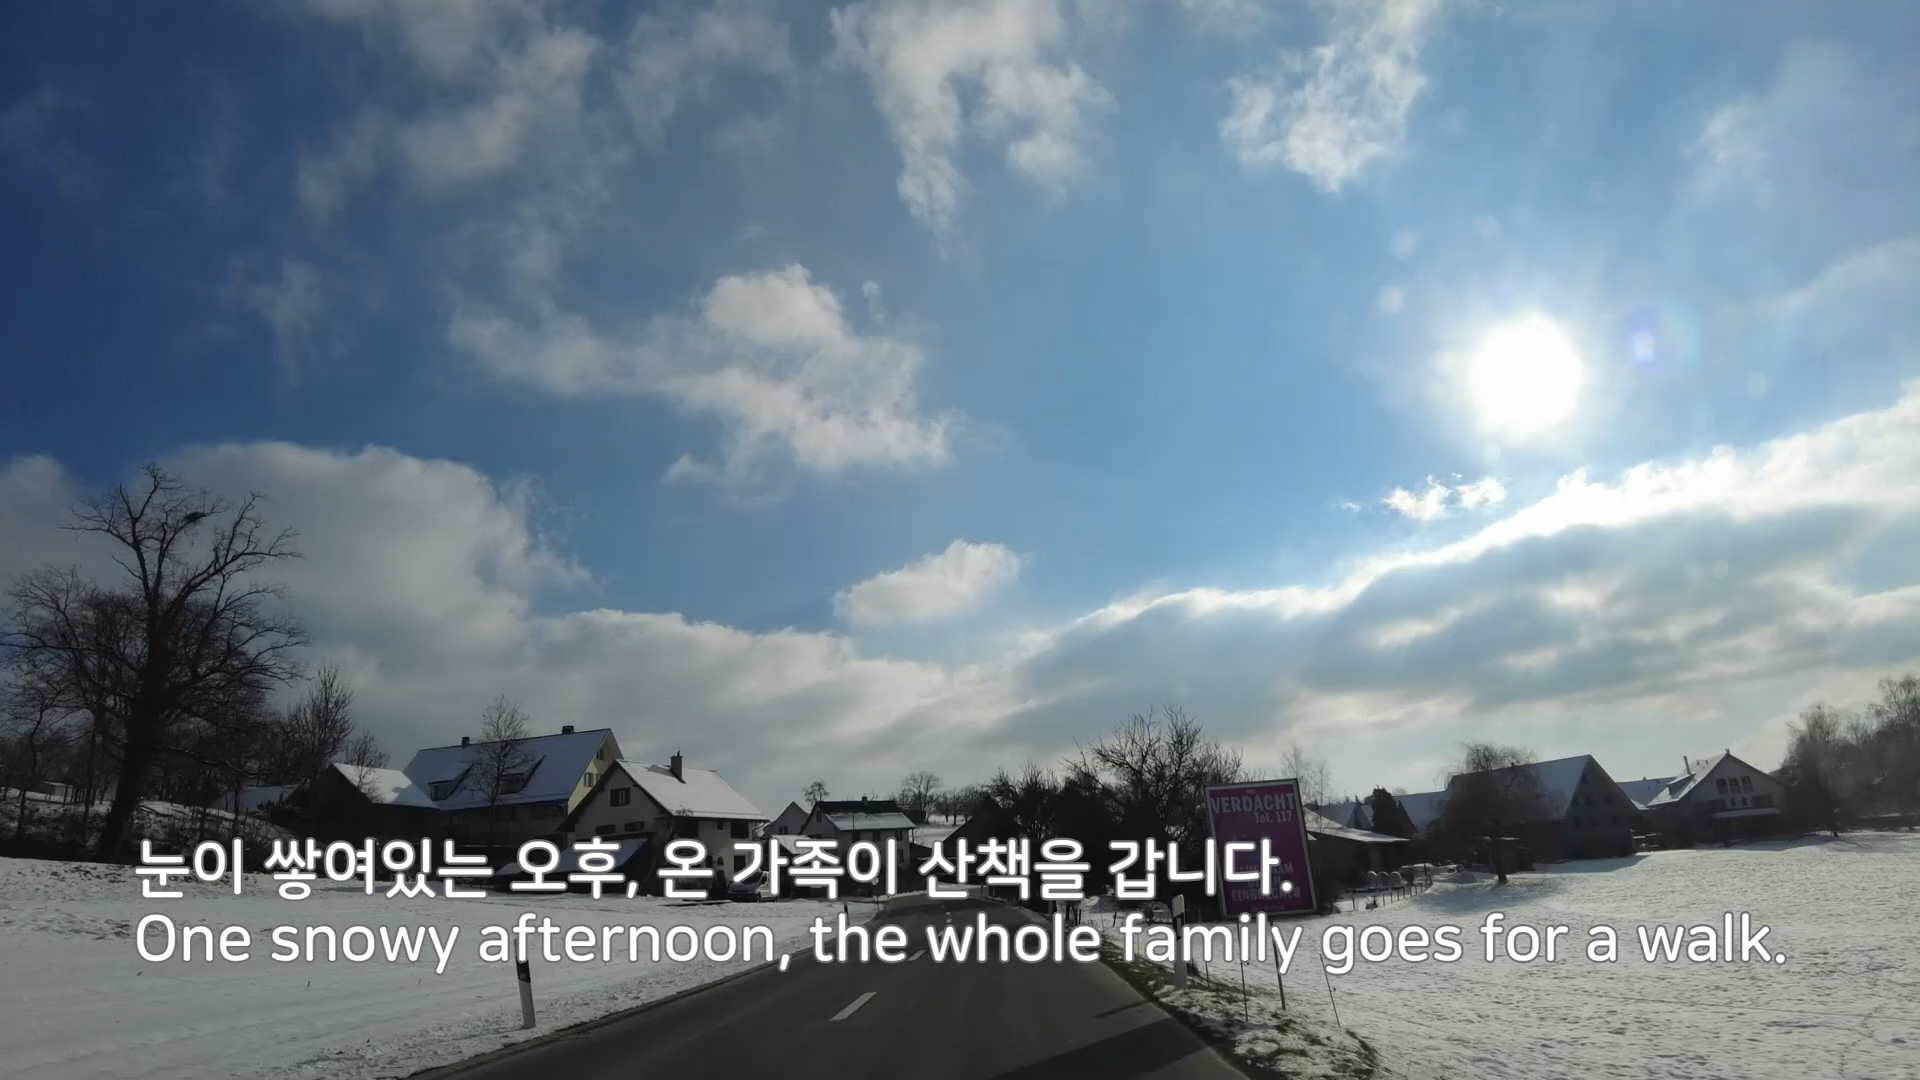 VERDACHT
Tel. 117
눈이 쌓여있는 오후, 온 가족이 산책을 갑니다.
One snowy afternoon, the whole family goes for a walk.